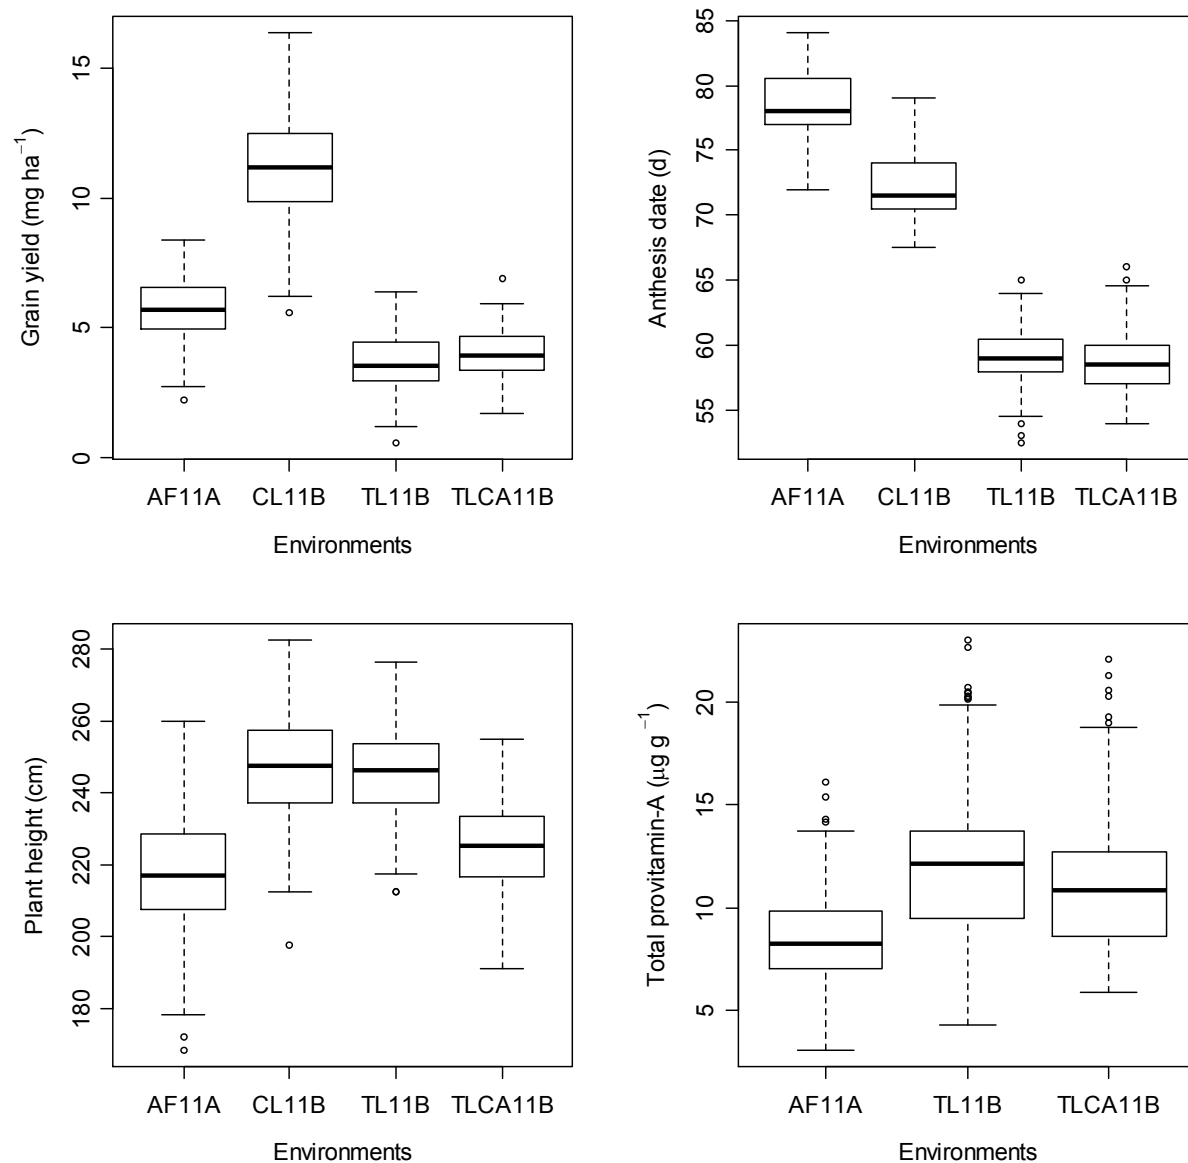 Grain yield (mg ha⁻¹)
15
10
5
0
AF11A CL11B TL11B TLCA11B
Environments
Anthesis date (d)
85
80
75
70
65
60
55
AF11A CL11B TL11B TLCA11B
Environments
Plant height (cm)
280
260
240
220
200
180
AF11A CL11B TL11B TLCA11B
Environments
Total provitamin-A (μg g⁻¹)
20
15
10
5
AF11A TL11B TLCA11B
Environments